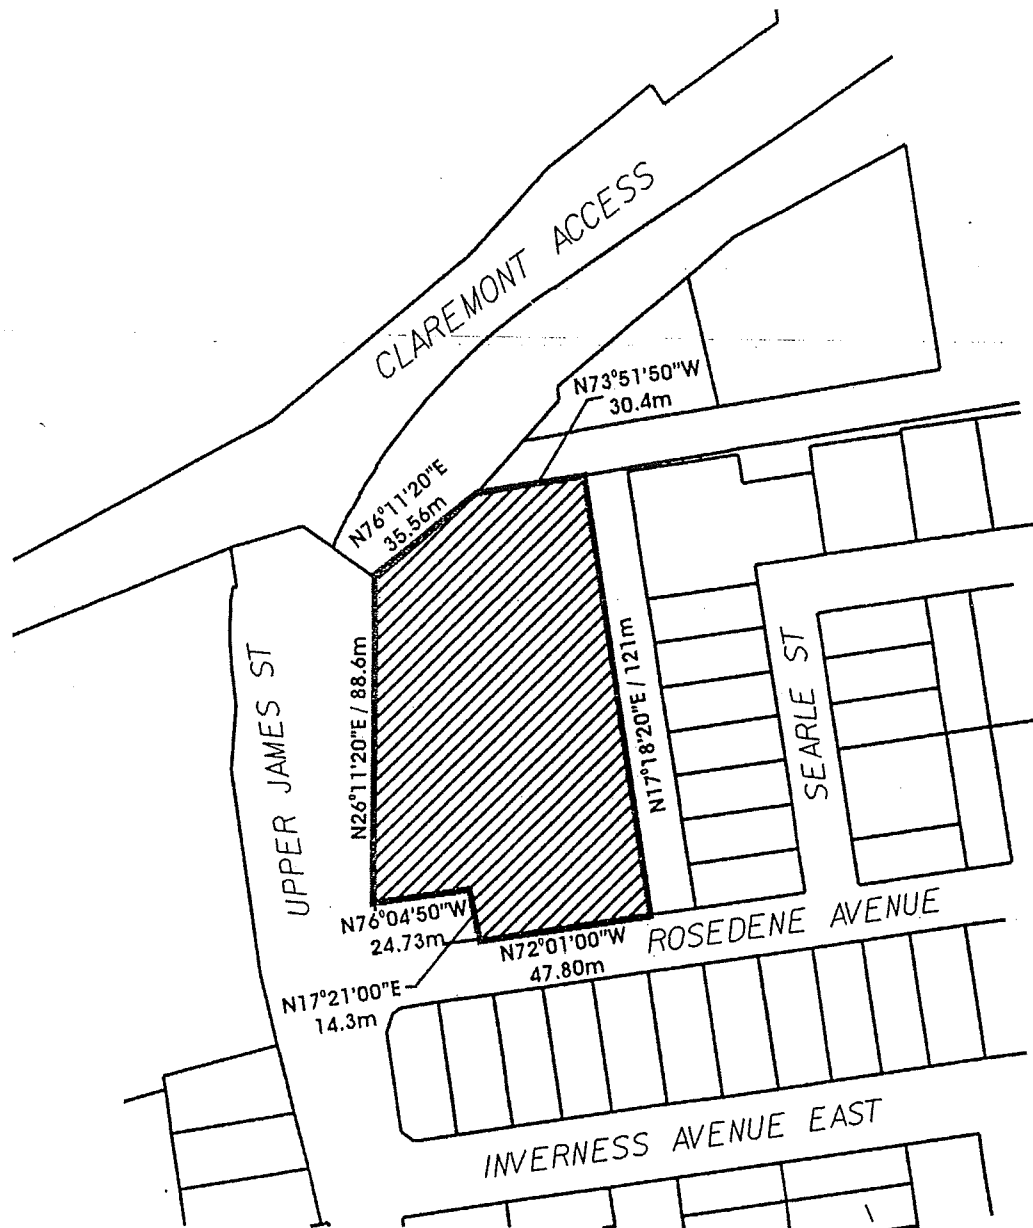 CLAREMONT ACCESS
N73°51'50"W
30.4m
N76°11'20"E
35.56m
N26°11'20"E / 88.6m
N17°18'20"E / 121m
UPPER JAMES ST
SEARLE ST
N76°04'50"W
24.73m
N72°01'00"W
47.80m
ROSEDENE AVENUE
N17°21'00"E
14.3m
INVERNESS AVENUE EAST